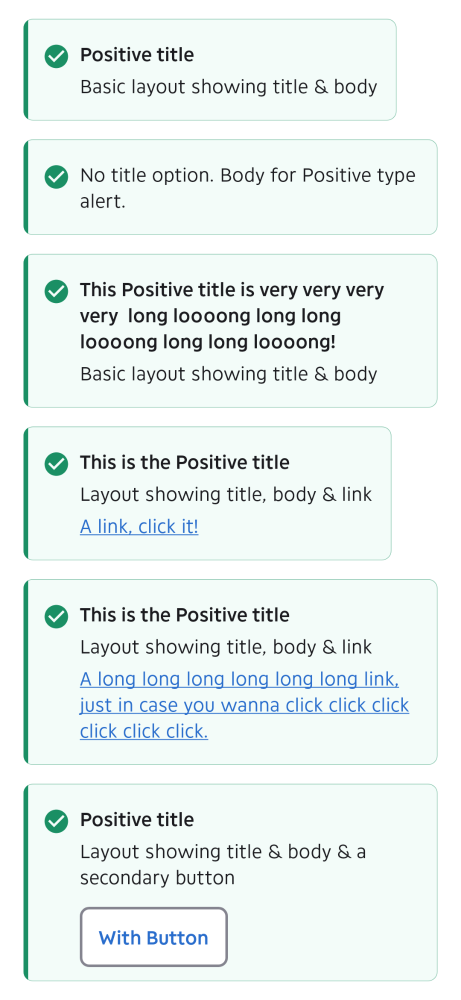 Positive title
Basic layout showing title & body
No title option. Body for Positive type
alert.
This Positive title is very very very
very  long loooong long long
loooong long long loooong!
Basic layout showing title & body
This is the Positive title
Layout showing title, body & link
A link, click it!
This is the Positive title
Layout showing title, body & link
A long long long long long long link,
just in case you wanna click click click
click click click.
Positive title
Layout showing title & body & a
secondary button
With Button